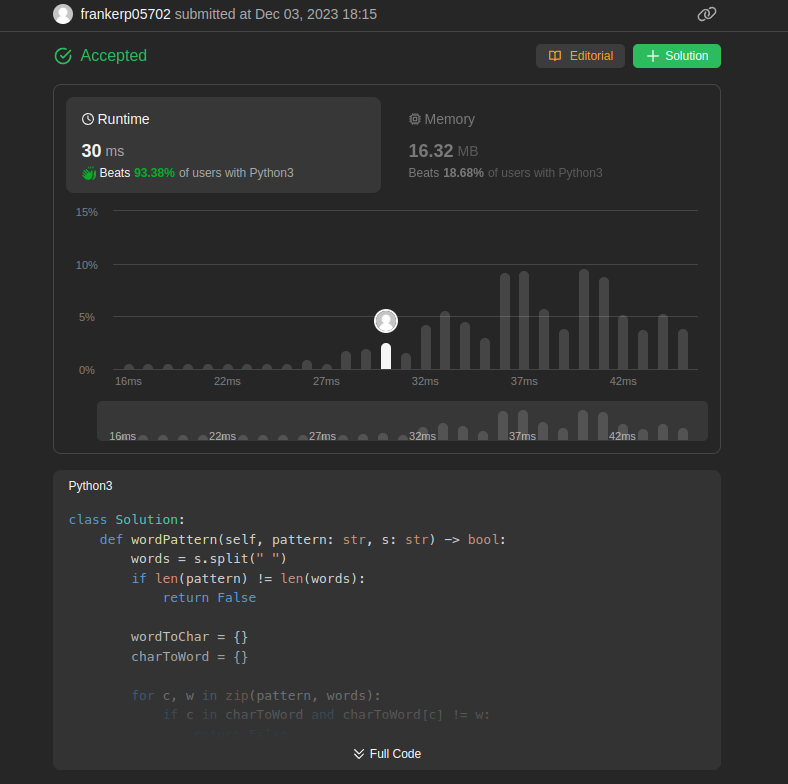 frankerp05702 submitted at Dec 03, 2023 18:15
Accepted
Editorial
Solution
Runtime
Memory
30 ms
16.32 MB
Beats 93.38% of users with Python3
Beats 18.68% of users with Python3
15%
10%
5%
0%
16ms 22ms 27ms 32ms 37ms 42ms
16ms 22ms 27ms 32ms 37ms 42ms
Python3
class Solution:
    def wordPattern(self, pattern: str, s: str) -> bool:
        words = s.split(" ")
        if len(pattern) != len(words):
            return False
        wordToChar = {}
        charToWord = {}
        for c, w in zip(pattern, words):
            if c in charToWord and charToWord[c] != w:
                return False
Full Code